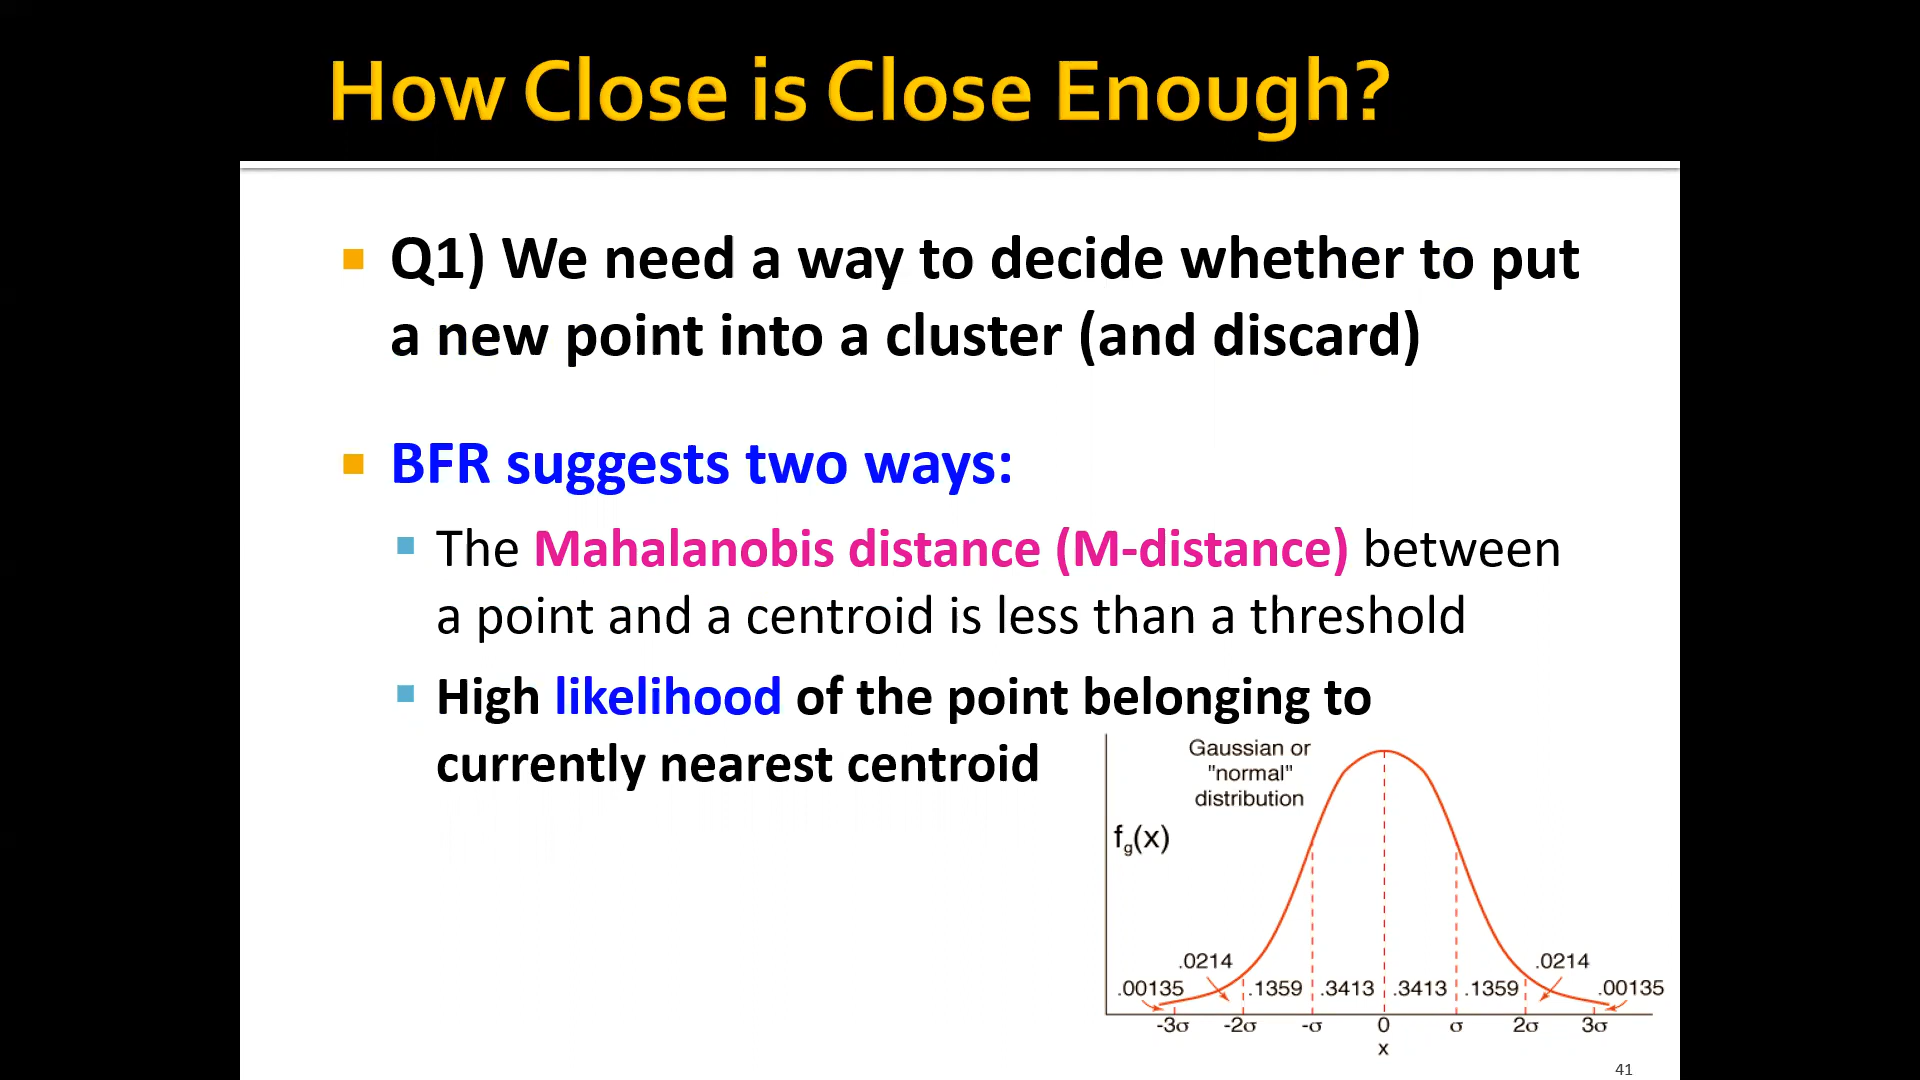 How Close is Close Enough?
Q1) We need a way to decide whether to put
a new point into a cluster (and discard)
BFR suggests two ways:
The Mahalanobis distance (M-distance) between
a point and a centroid is less than a threshold
High likelihood of the point belonging to
currently nearest centroid
Gaussian or
"normal"
distribution
fg(x)
.0214 .0214
.00135 .1359 .3413 .3413 .1359 .00135
-3σ -2σ -σ 0 σ 2σ 3σ
x
41